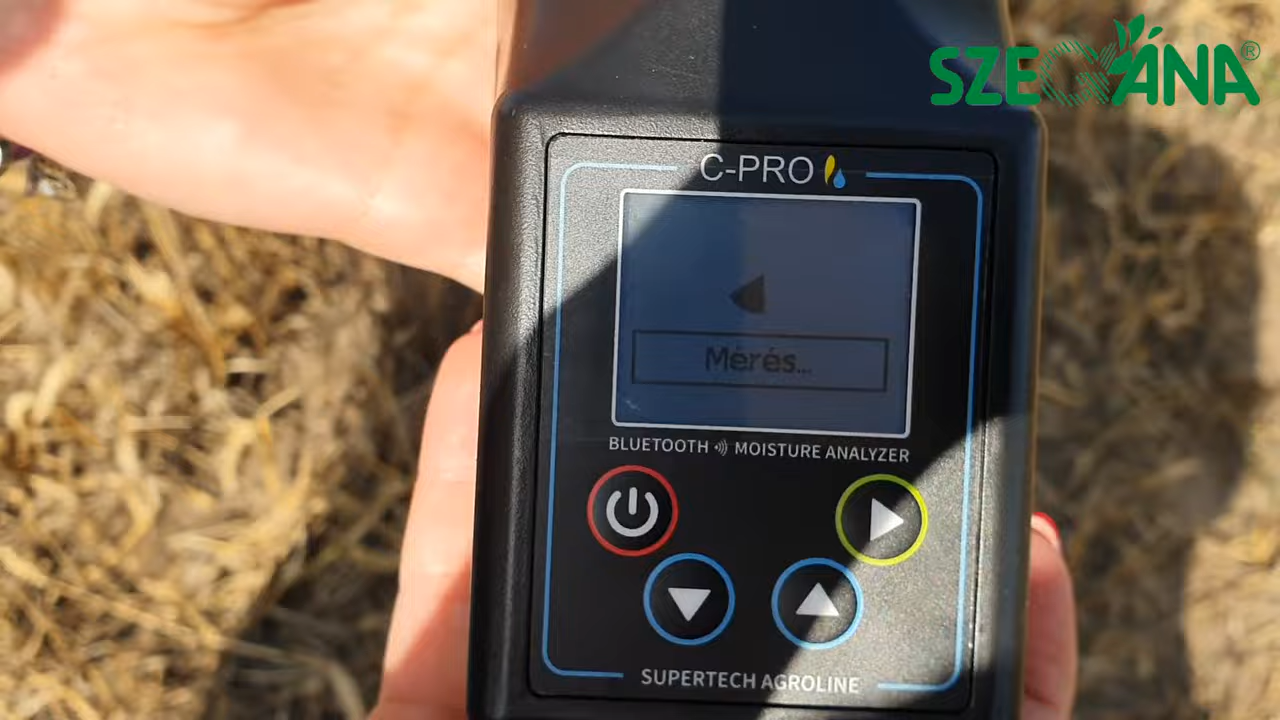 SZEGÁNA®
C-PRO
Mérés...
BLUETOOTH MOISTURE ANALYZER
SUPERTECH AGROLINE